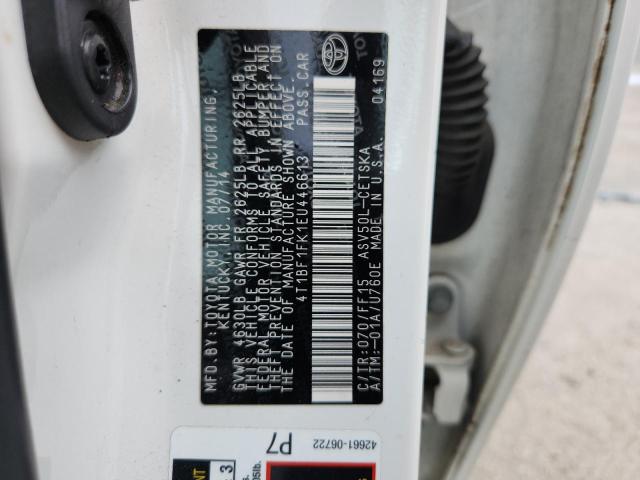 MFD.BY:TOYOTA MOTOR MANUFACTURING,
KENTUCKY,INC. 07/14
GVWR 4630LB GAWR FR 2625LB RR 2625LB
THIS VEHICLE CONFORMS TO ALL APPLICABLE
FEDERAL MOTOR VEHICLE SAFETY BUMPER,AND
THEFT PREVENTION STANDARDS IN EFFECT ON
THE DATE OF MANUFACTURE SHOWN ABOVE.
4T1BF1FK1EU446613 PASS.CAR
C/TR:070/FF15 ASV50L-CETSKA
A/TM:-01A/U760E MADE IN U.S.A. 04169
P7
42661-06722
3